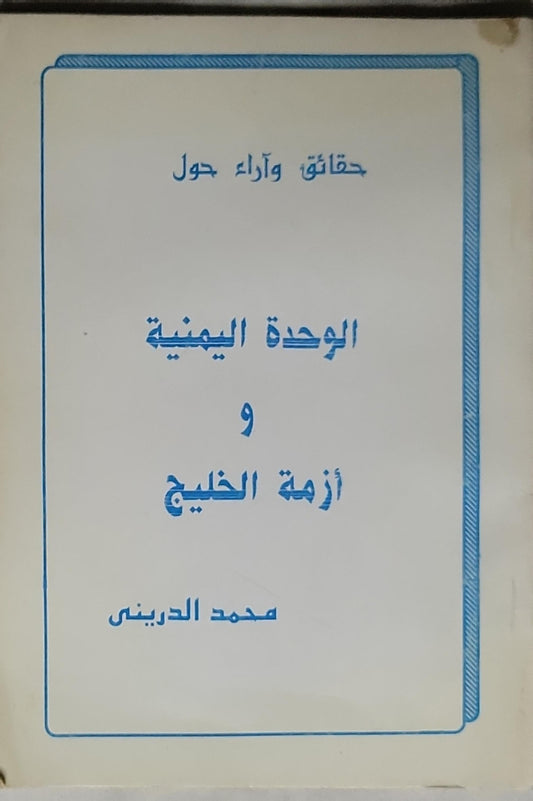 حقائق وآراء حول
الوحدة اليمنية
و
أزمة الخليج
محمد الدرينى